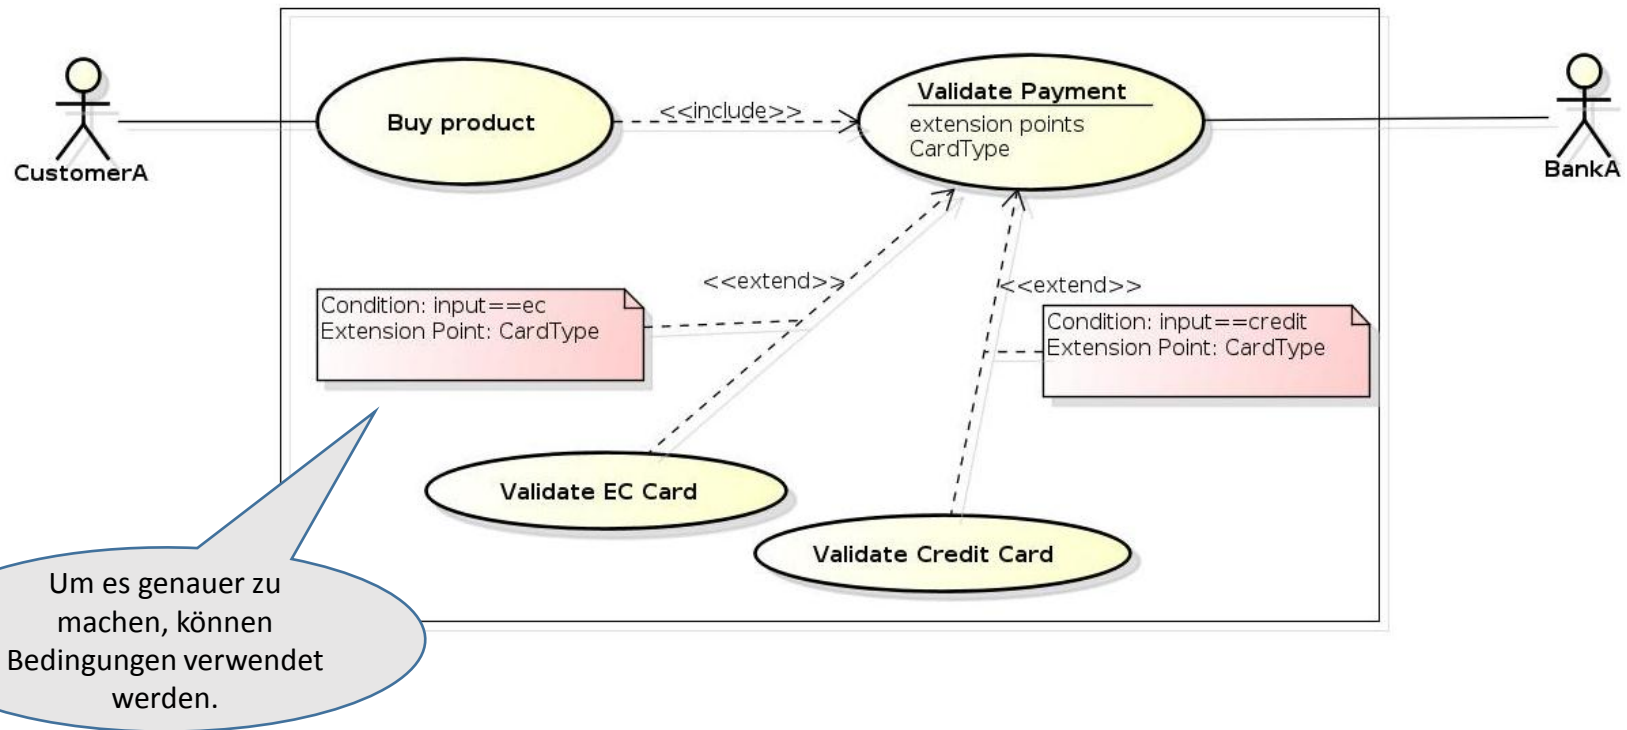 Buy product
<<include>>
Validate Payment
extension points
CardType
CustomerA
BankA
<<extend>>
<<extend>>
Condition: input==ec
Extension Point: CardType
Condition: input==credit
Extension Point: CardType
Validate EC Card
Validate Credit Card
Um es genauer zu
machen, können
Bedingungen verwendet
werden.